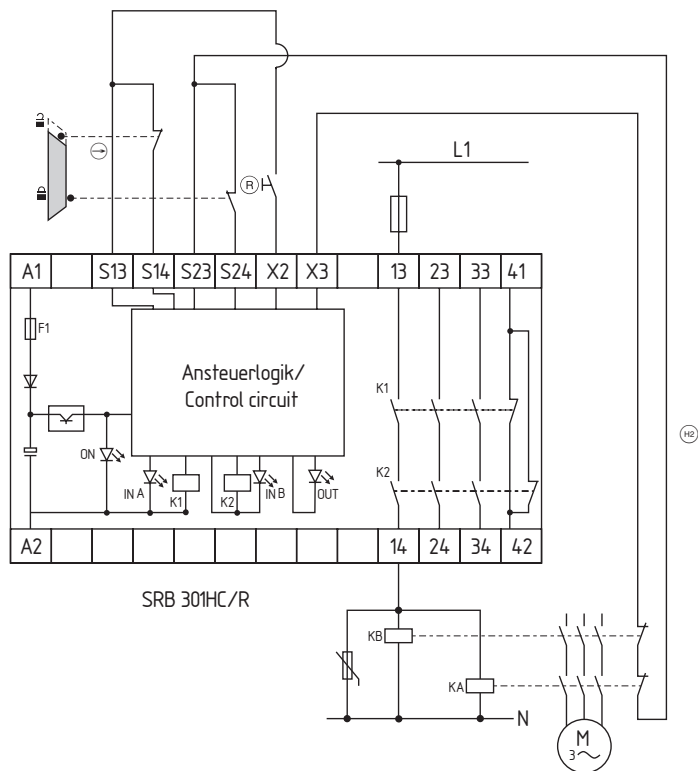 L1
R
A1 S13 S14 S23 S24 X2 X3 13 23 33 41
F1
Ansteuerlogik/
Control circuit
K1
H2
ON
IN A
K1
K2
IN B
OUT
K2
A2 14 24 34 42
SRB 301HC/R
KB
KA
N
M
3